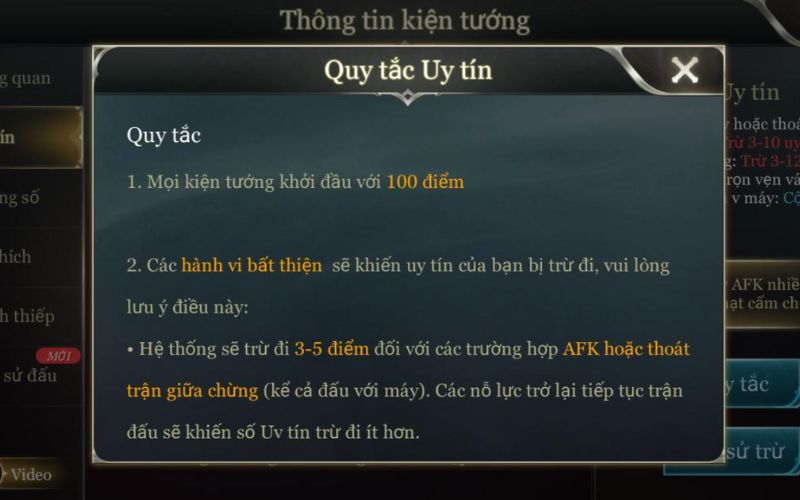 Thông tin kiện tướng
Quy tắc Uy tín
Quy tắc
1. Mọi kiện tướng khởi đầu với 100 điểm
2. Các hành vi bất thiện sẽ khiến uy tín của bạn bị trừ đi, vui lòng
lưu ý điều này:
• Hệ thống sẽ trừ đi 3-5 điểm đối với các trường hợp AFK hoặc thoát
trận giữa chừng (kể cả đấu với máy). Các nỗ lực trở lại tiếp tục trận
đấu sẽ khiến số Uy tín trừ đi ít hơn.
quan
ín
số
hích
thiếp
MỚI
sử đấu
Video
Uy tín
hoặc thoá
3-10 uy
Trừ 3-12
trọn vẹn vá
máy: Cộ
AFK nhiề
cấm ch
tắc
sử trừ